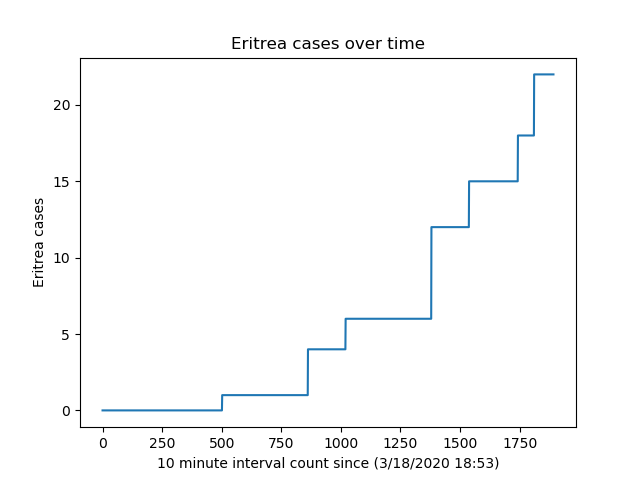 Eritrea cases over time
Eritrea cases
20
15
10
5
0
0 250 500 750 1000 1250 1500 1750
10 minute interval count since (3/18/2020 18:53)